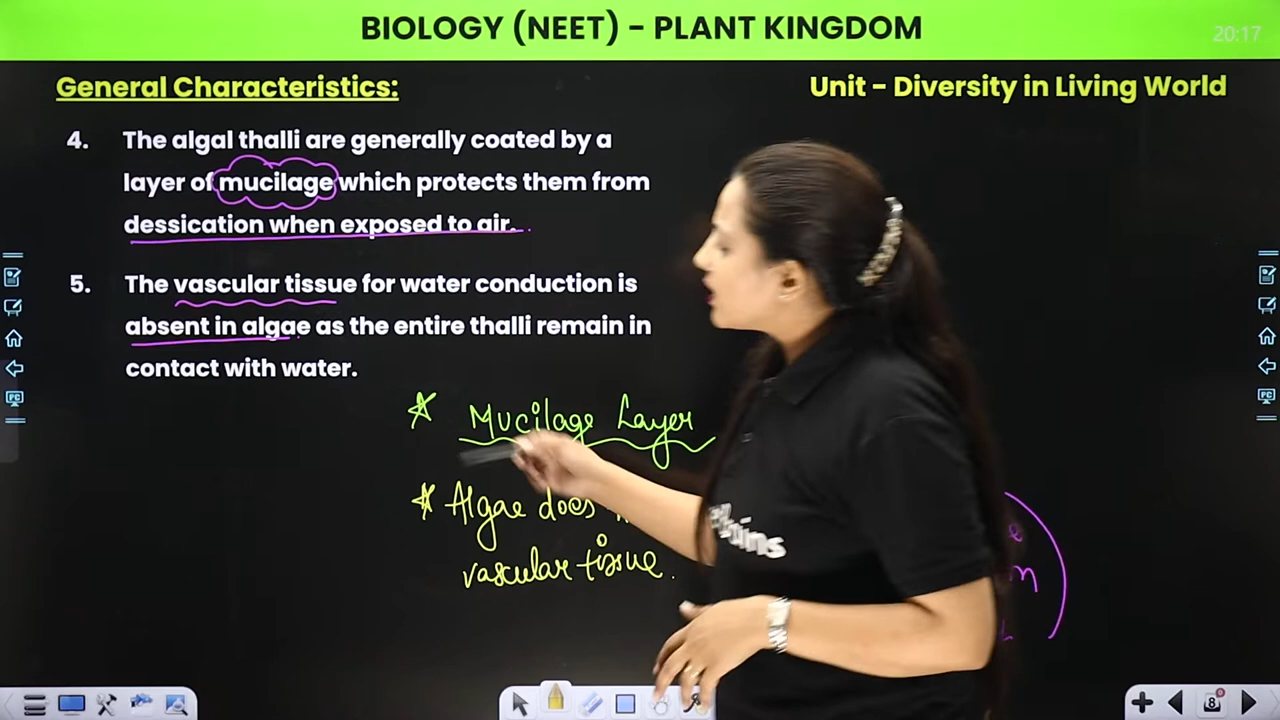 BIOLOGY (NEET) - PLANT KINGDOM
20:17
General Characteristics:
Unit - Diversity in Living World
4. The algal thalli are generally coated by a
layer of mucilage which protects them from
dessication when exposed to air.
5. The vascular tissue for water conduction is
absent in algae as the entire thalli remain in
contact with water.
Mucilage Layer
Algae does
vascular tissue.
PC
PC
8